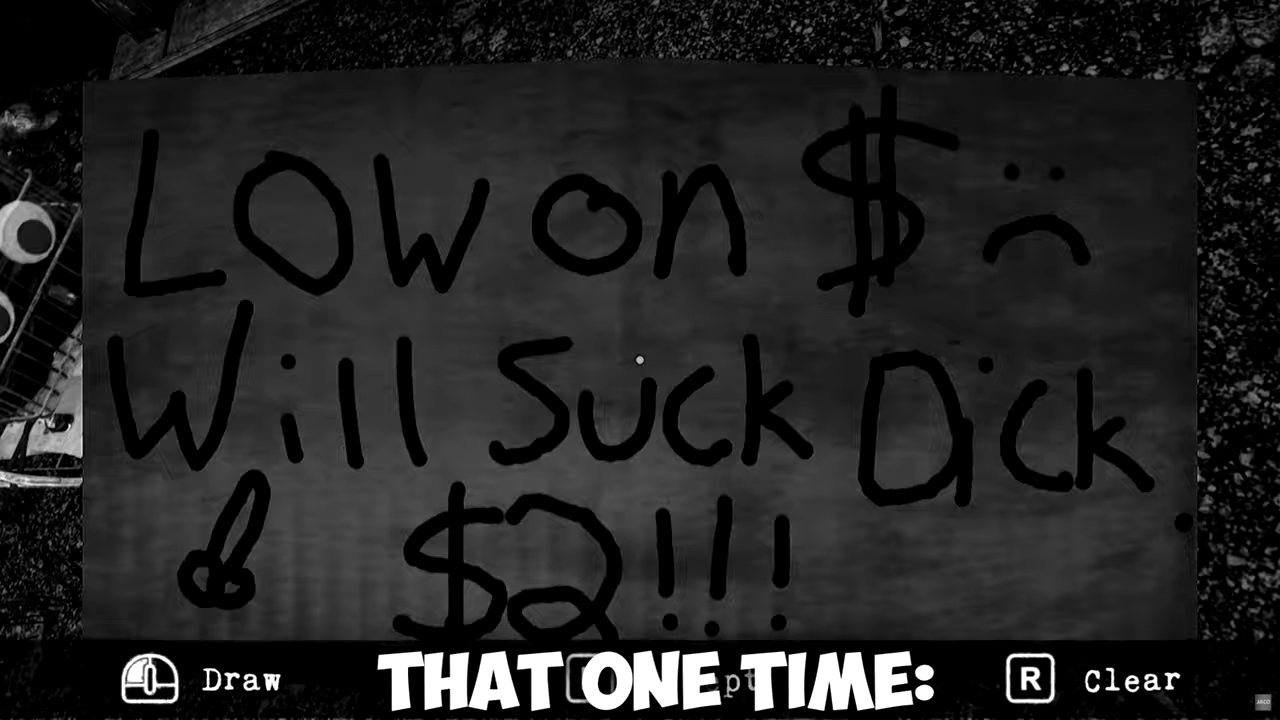 Low on $
Will Suck Dick
$2!!!
Draw
THAT ONE TIME:
R
Clear